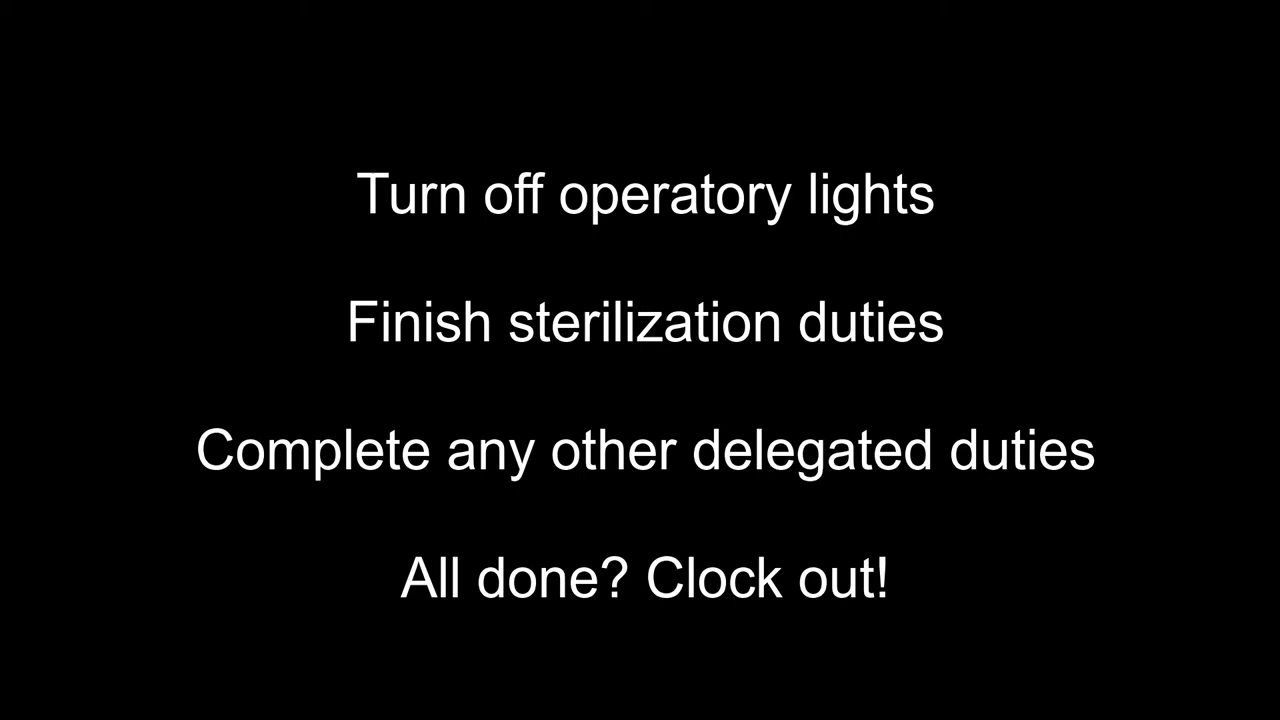 Turn off operatory lights
Finish sterilization duties
Complete any other delegated duties
All done? Clock out!